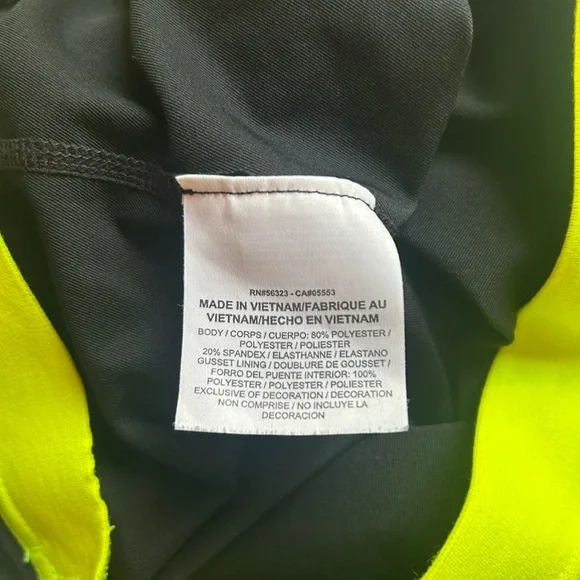 RN#56323 - CA#05553
MADE IN VIETNAM/FABRIQUE AU
VIETNAM/HECHO EN VIETNAM
BODY / CORPS / CUERPO: 80% POLYESTER /
POLYESTER / POLIESTER
20% SPANDEX / ELASTHANNE / ELASTANO
GUSSET LINING / DOUBLURE DE GOUSSET /
FORRO DEL PUENTE INTERIOR: 100%
POLYESTER / POLYESTER / POLIESTER
EXCLUSIVE OF DECORATION / DECORATION
NON COMPRISE / NO INCLUYE LA
DECORACION